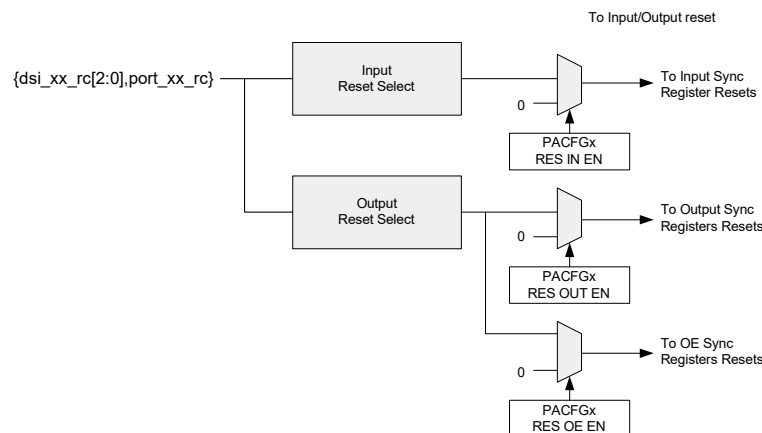 To Input/Output reset
{dsi_xx_rc[2:0],port_xx_rc}
Input
Reset Select
0
To Input Sync
Register Resets
PACFGx
RES IN EN
Output
Reset Select
0
To Output Sync
Registers Resets
PACFGx
RES OUT EN
0
To OE Sync
Registers Resets
PACFGx
RES OE EN